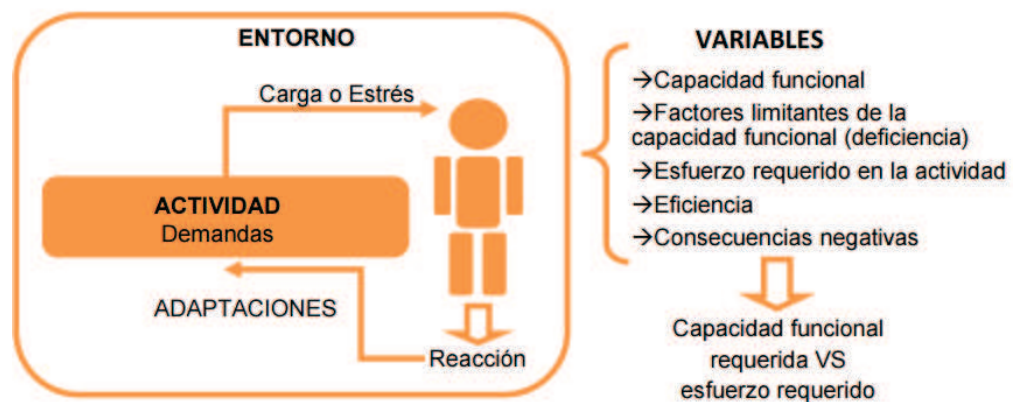 ENTORNO
Carga o Estrés
ACTIVIDAD
Demandas
ADAPTACIONES
Reacción
VARIABLES
→Capacidad funcional
→Factores limitantes de la
capacidad funcional (deficiencia)
→Esfuerzo requerido en la actividad
→Eficiencia
→Consecuencias negativas
Capacidad funcional
requerida VS
esfuerzo requerido